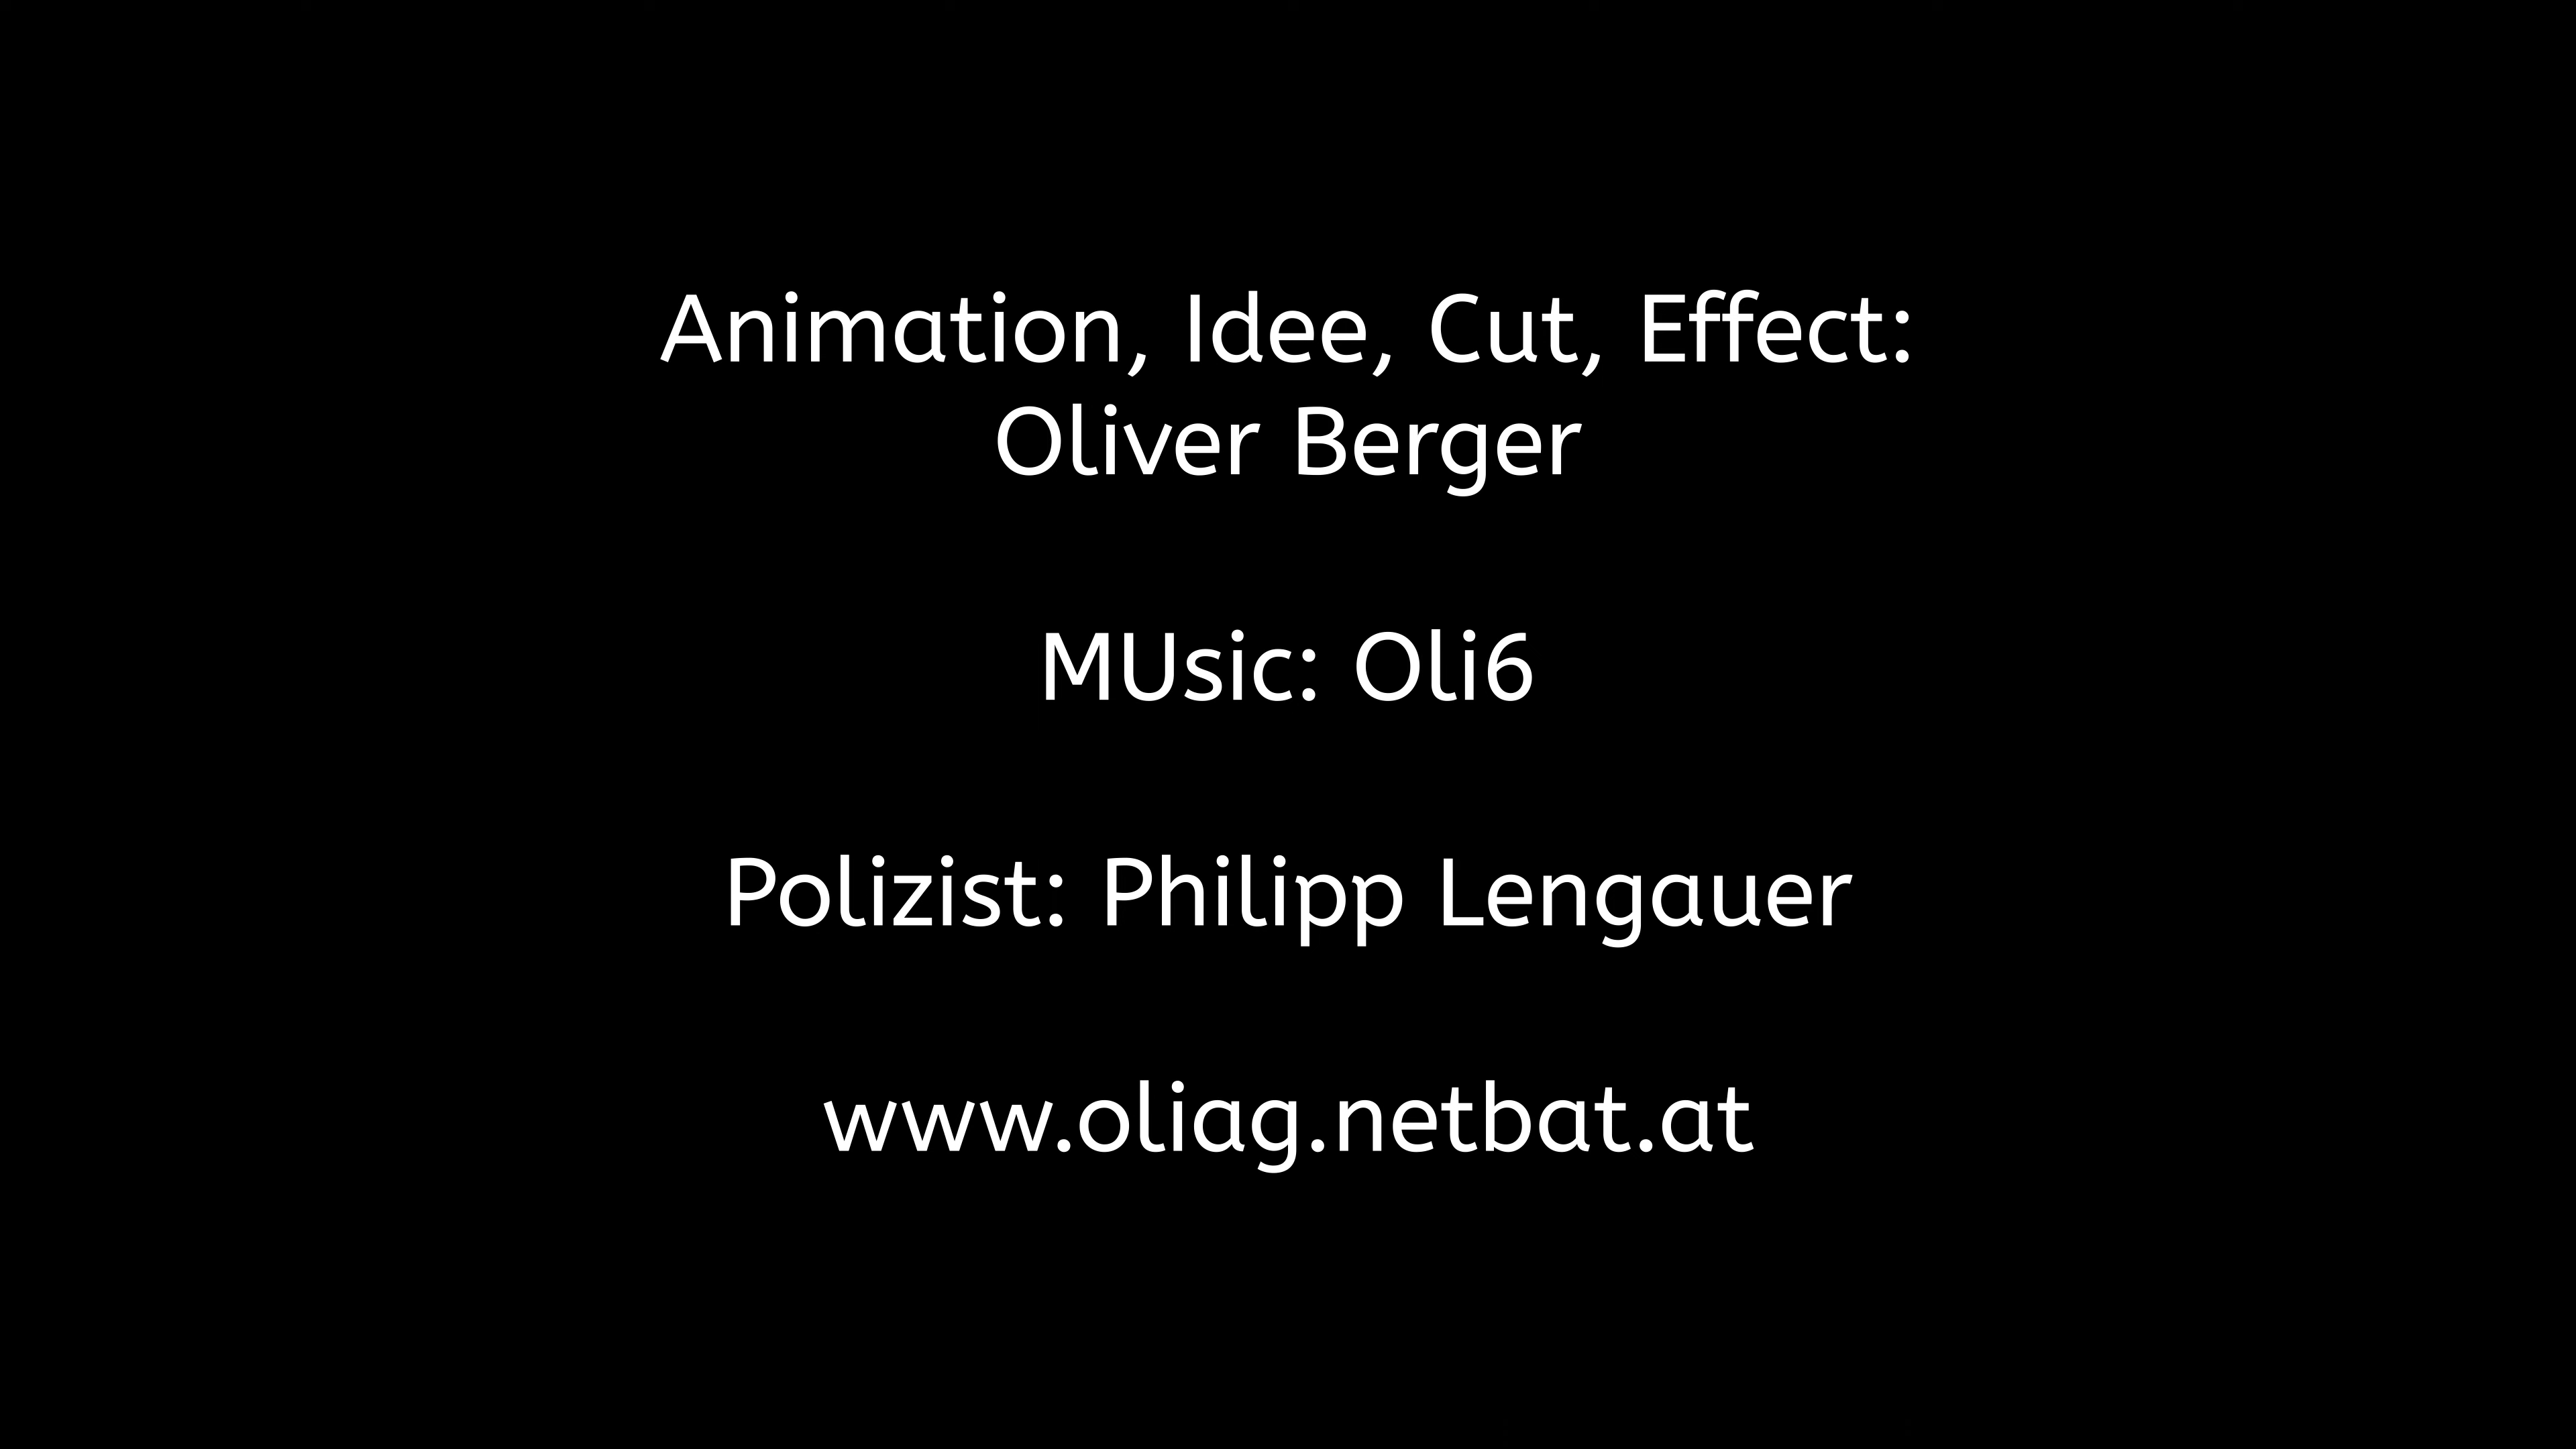 Animation, Idee, Cut, Effect:
Oliver Berger
MUsic: Oli6
Polizist: Philipp Lengauer
www.oliag.netbat.at